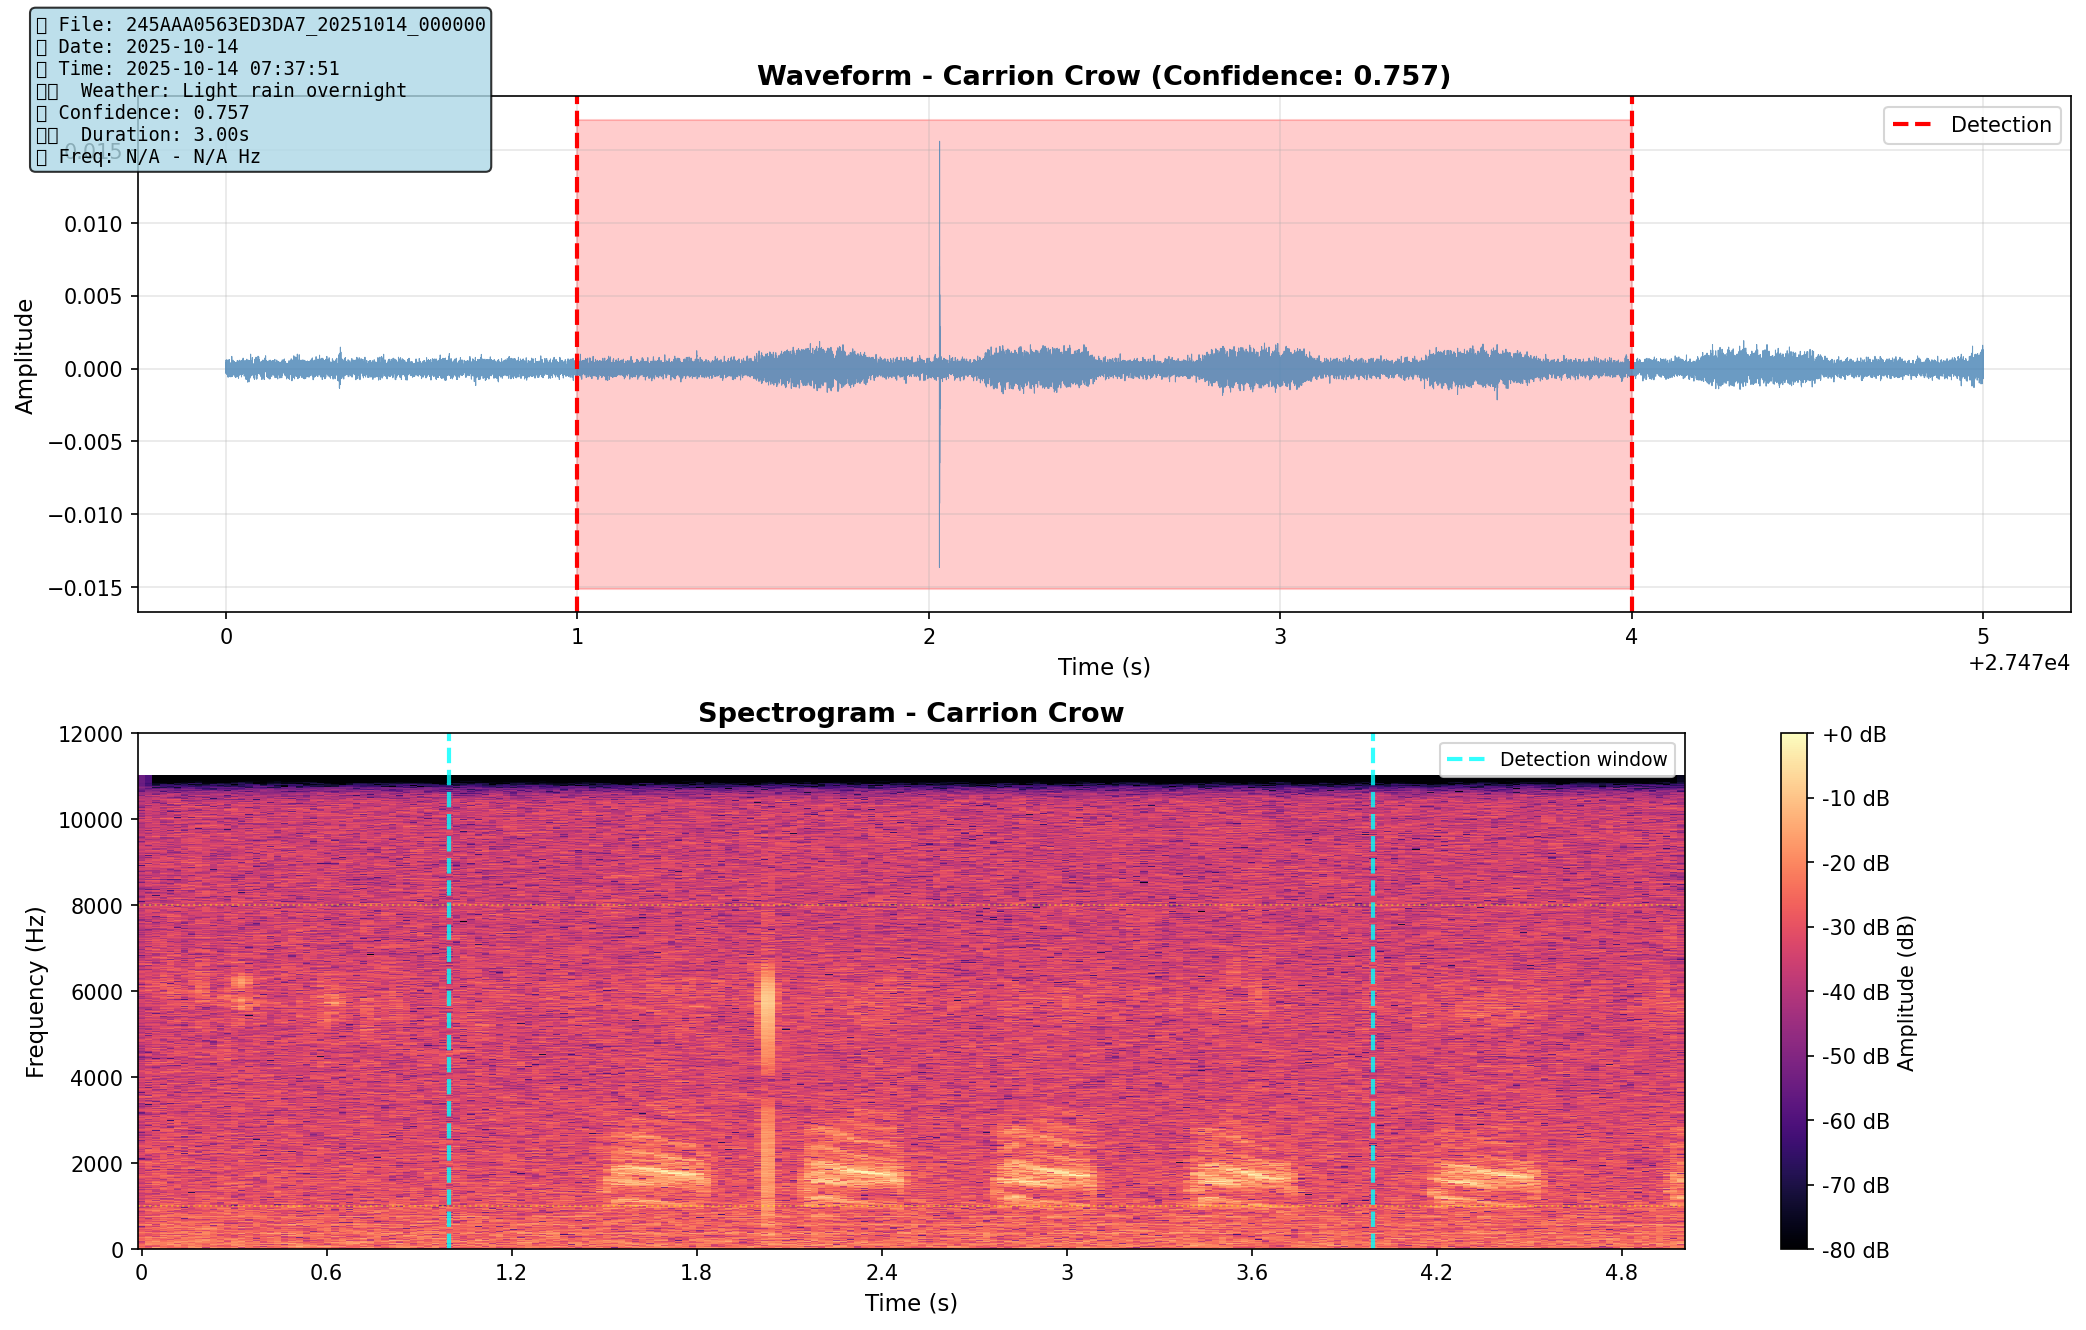 File: 245AAA0563ED3DA7_20251014_000000
Date: 2025-10-14
Time: 2025-10-14 07:37:51
Weather: Light rain overnight
Confidence: 0.757
Duration: 3.00s
Freq: N/A - N/A Hz
Waveform - Carrion Crow (Confidence: 0.757)
Detection
0.015
0.010
0.005
0.000
−0.005
−0.010
−0.015
Amplitude
0 1 2 3 4 5
Time (s)
+2.747e4
Spectrogram - Carrion Crow
Detection window
12000
10000
8000
6000
4000
2000
0
Frequency (Hz)
0 0.6 1.2 1.8 2.4 3 3.6 4.2 4.8
Time (s)
+0 dB
-10 dB
-20 dB
-30 dB
-40 dB
-50 dB
-60 dB
-70 dB
-80 dB
Amplitude (dB)